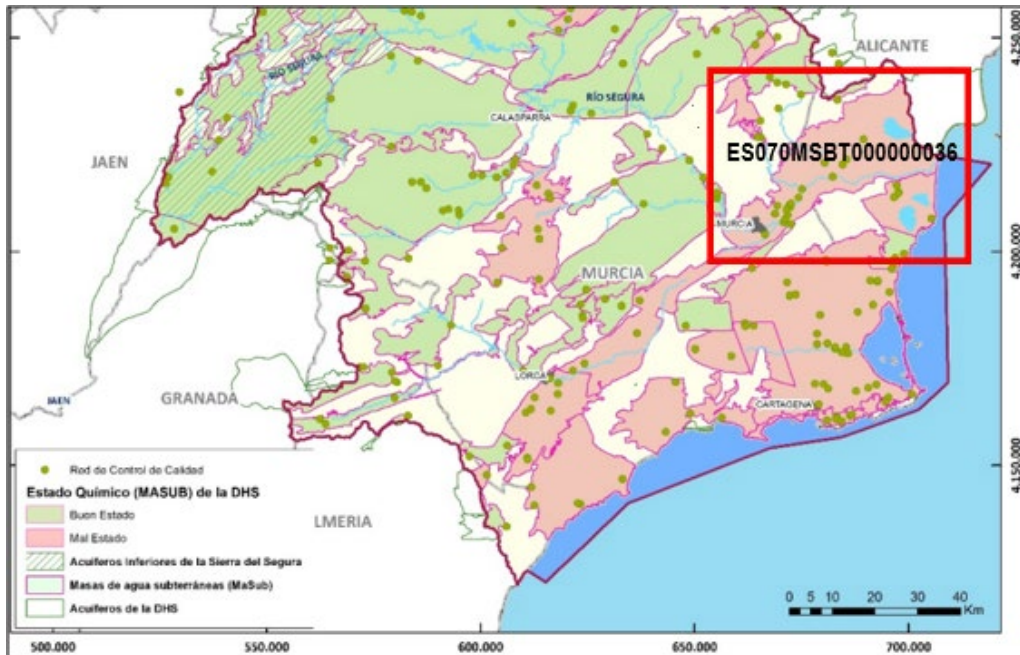 ALICANTE
4.250.000
RÍO SEGURA
RÍO SEGURA
CALASPARRA
JAEN
ES070MSBT000000036
MURCIA
4.200.000
MURCIA
LORCA
JAEN
GRANADA
CARTAGENA
Red de Control de Calidad
Estado Químico (MASUB) de la DHS
Buen Estado
Mal Estado
Acuíferos Inferiores de la Sierra del Segura
Masas de agua subterráneas (MaSub)
Acuíferos de la DHS
LMERIA
4.150.000
0 5 10 20 30 40
Km
500.000 550.000 600.000 650.000 700.000